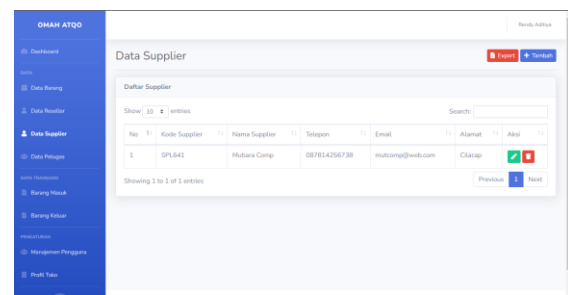 OMAH ATQO
Rendy Aditya
Dashboard
Data Supplier
Export
Tambah
DATA
Data Barang
Daftar Supplier
Data Reseller
Show 10 entries
Search:
Data Supplier
No Kode Supplier Nama Supplier Telepon Email Alamat Aksi
Data Petugas
1 SPL641 Mutiara Comp 087814256738 mutcomp@web.com Cilacap
DATA TRANSAKSI
Showing 1 to 1 of 1 entries
Previous 1 Next
Barang Masuk
Barang Keluar
PENGATURAN
Manajemen Pengguna
Profil Toko